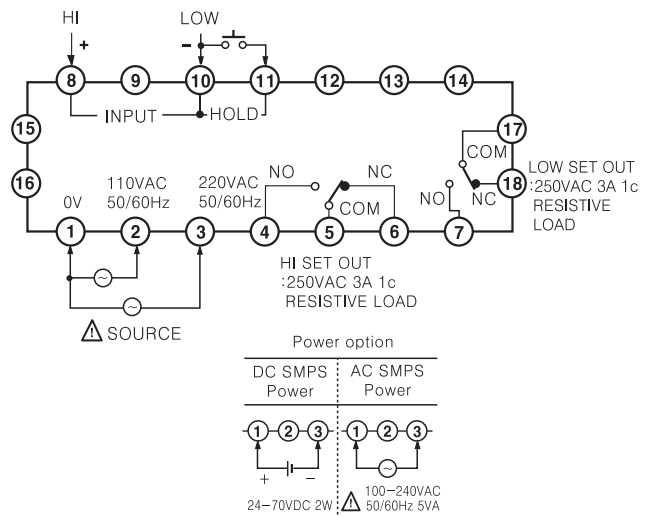 HI
LOW
+
−
8 9 10 11 12 13 14
INPUT
HOLD
15
16
17
18
COM
NO
NC
LOW SET OUT
:250VAC 3A 1c
RESISTIVE
LOAD
0V
110VAC
50/60Hz
220VAC
50/60Hz
NO
NC
COM
1 2 3 4 5 6 7
HI SET OUT
:250VAC 3A 1c
RESISTIVE LOAD
~
~
! SOURCE
Power option
DC SMPS
Power
AC SMPS
Power
1 2 3
1 2 3
+ −
~
24−70VDC 2W
! 100−240VAC
50/60Hz 5VA